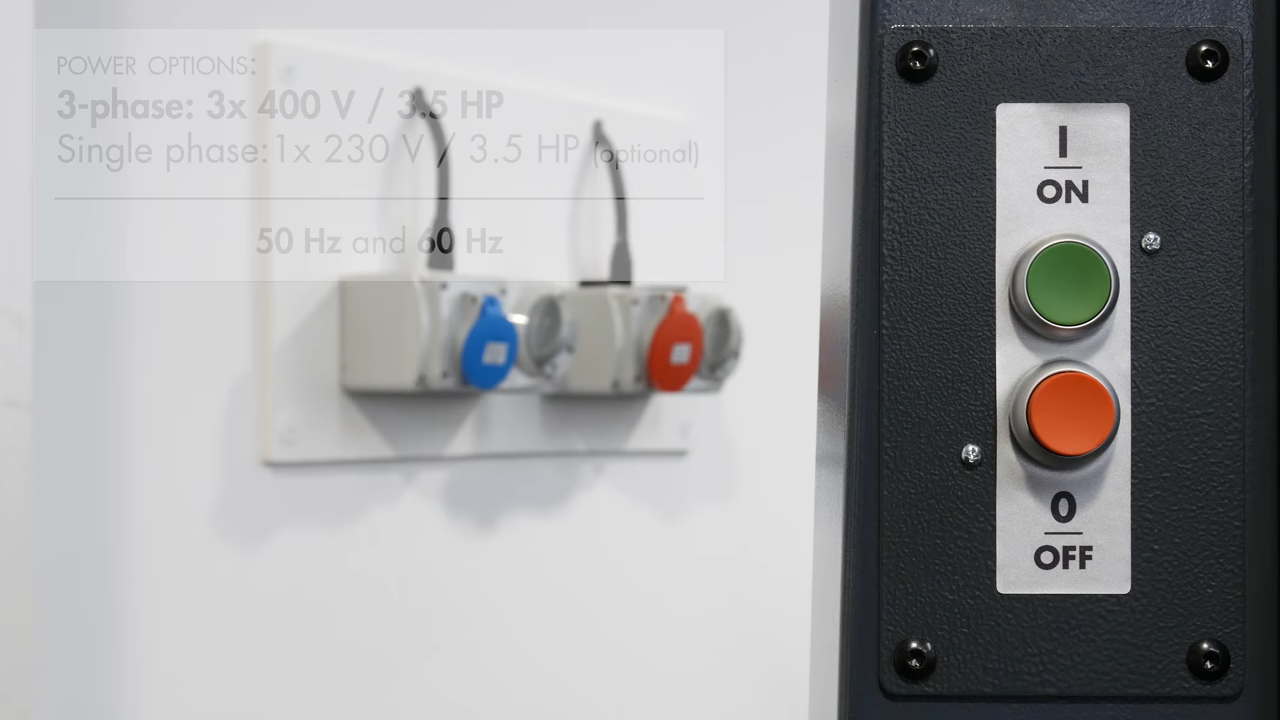 POWER OPTIONS:
3-phase: 3x 400 V / 3.5 HP
Single phase: 1x 230 V / 3.5 HP (optional)
50 Hz and 60 Hz
I
ON
0
OFF